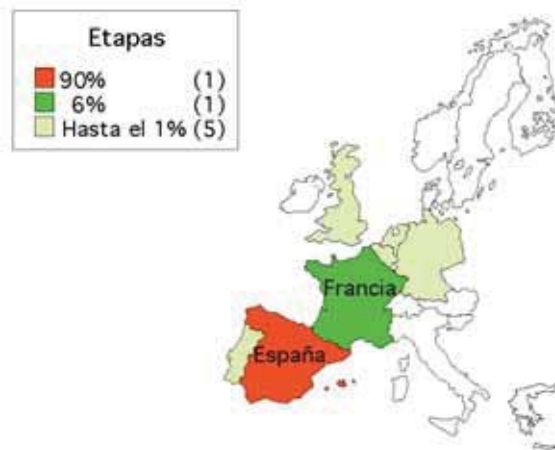 Etapas
90% (1)
6% (1)
Hasta el 1% (5)
Francia
España